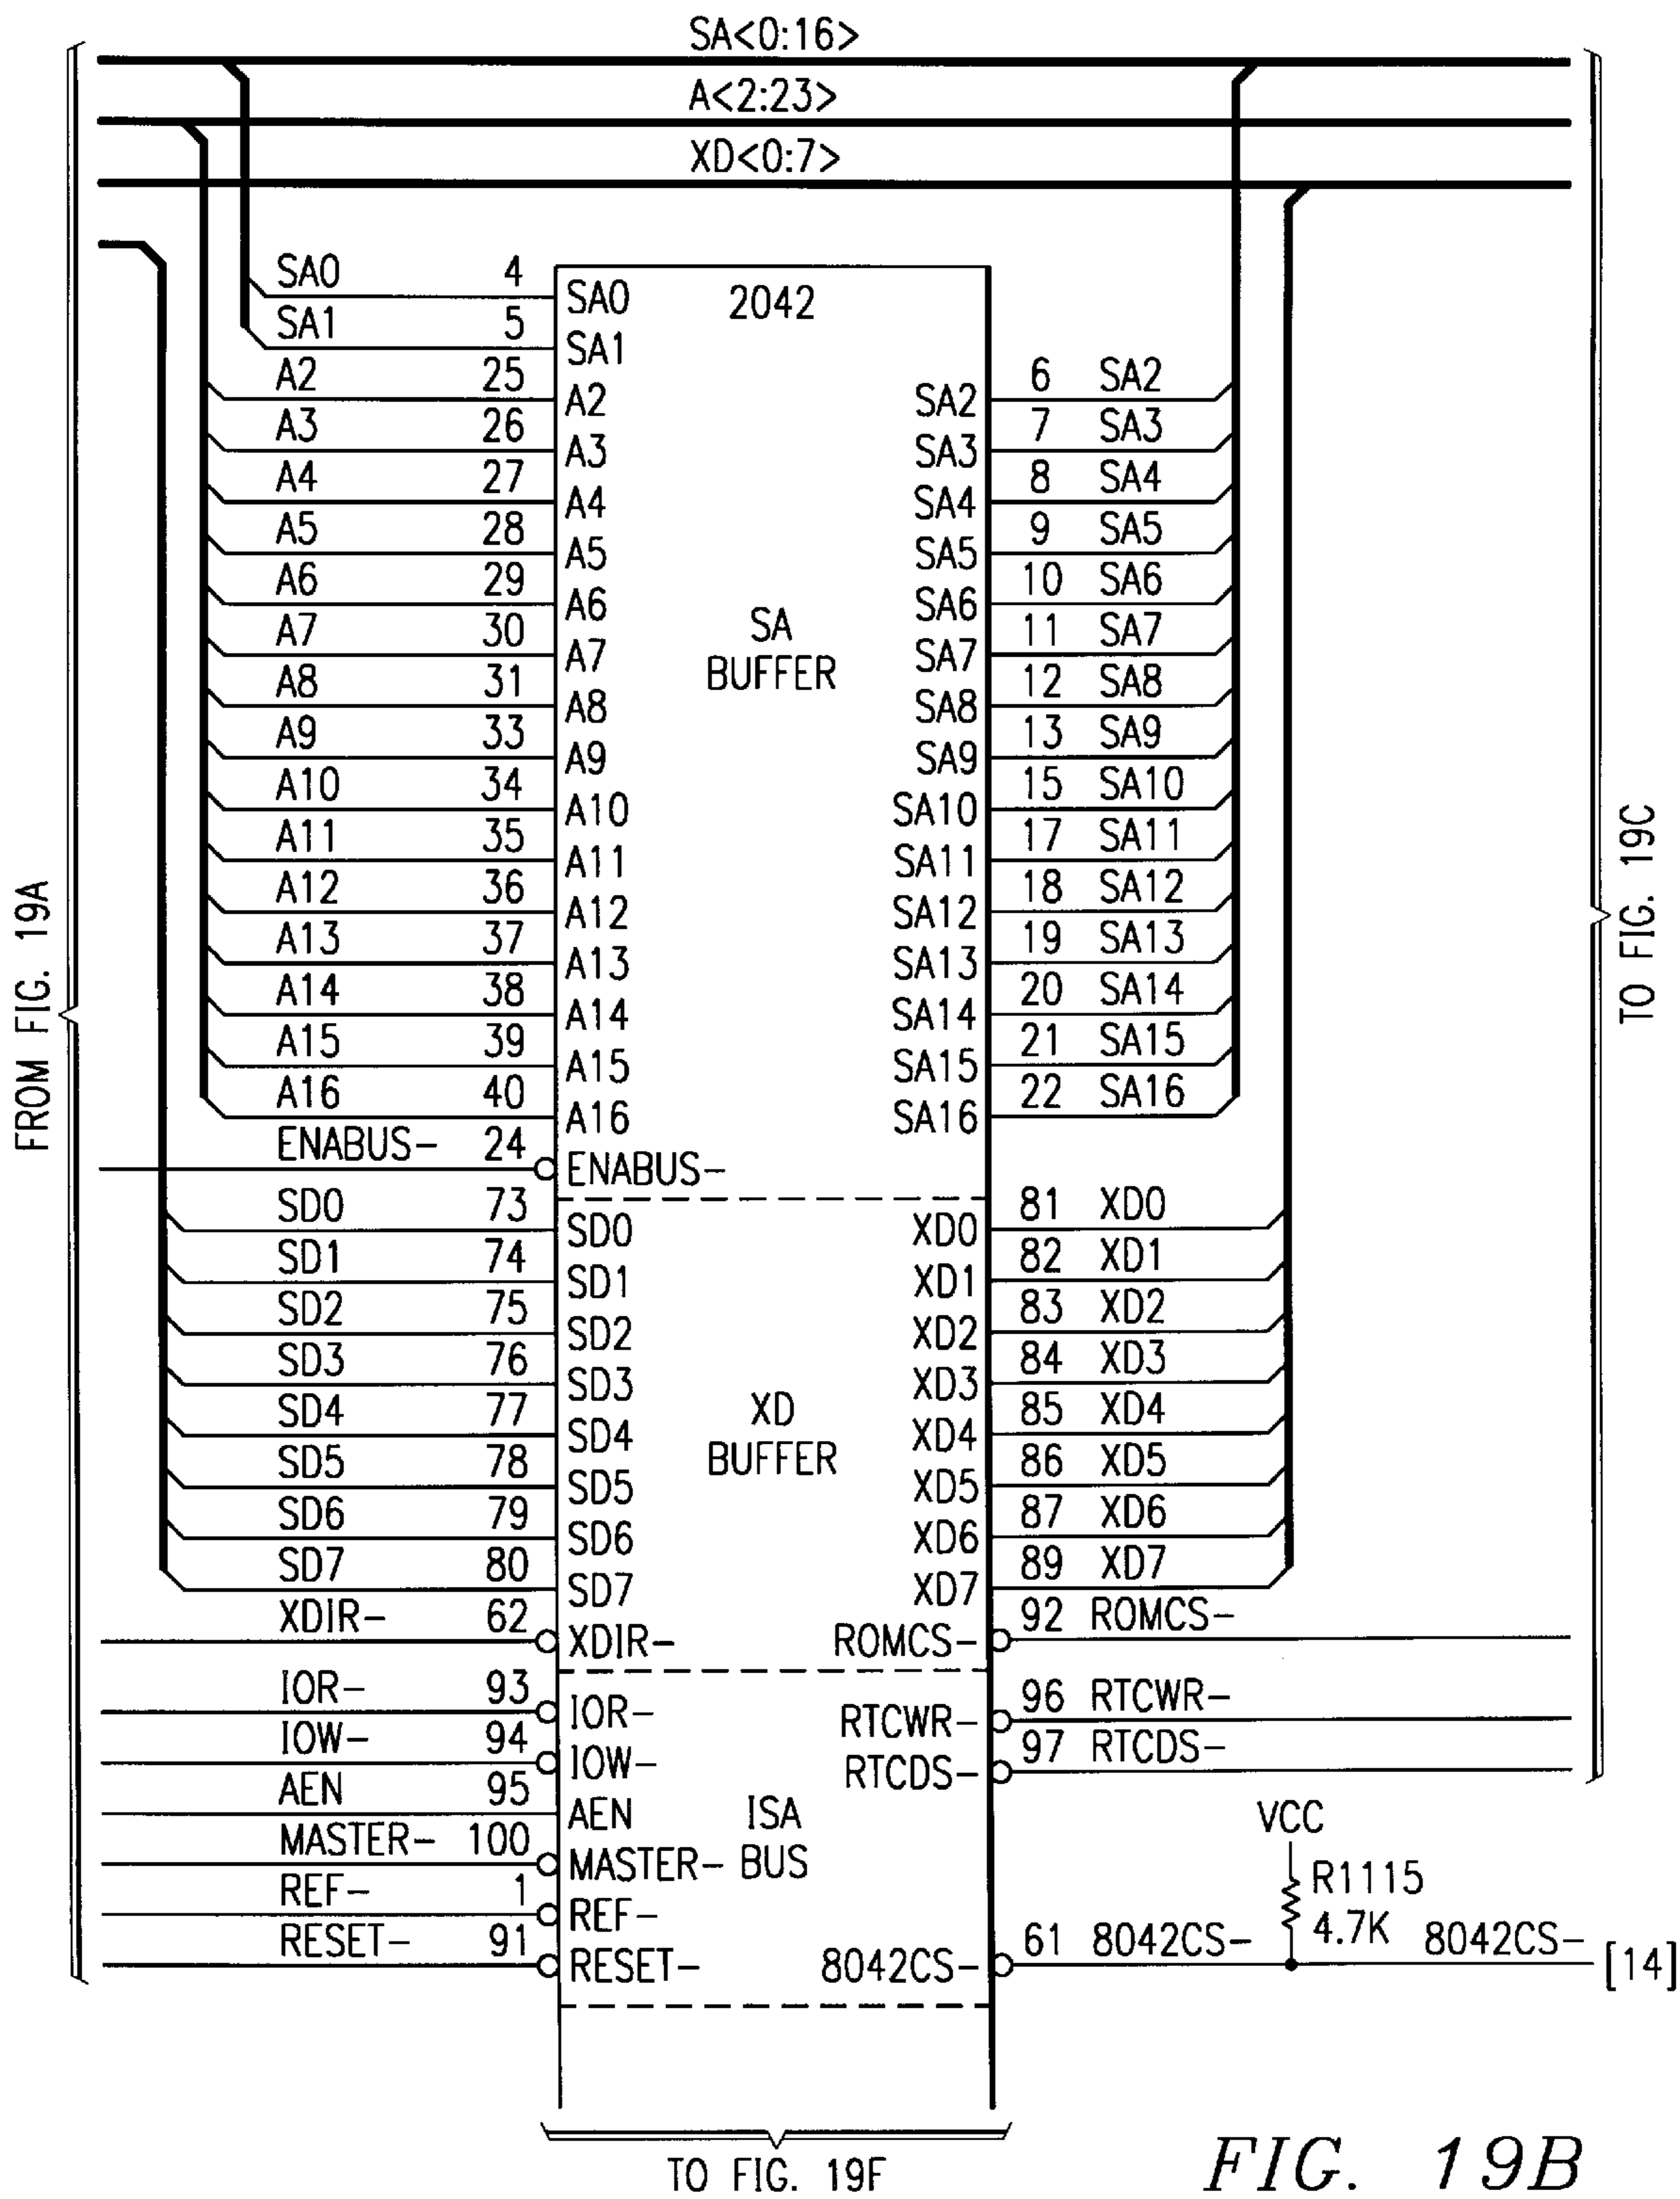 SA<0:16>
A<2:23>
XD<0:7>
SA0 4 SA0 2042
SA1 5 SA1
A2 25 A2 SA2 6 SA2
A3 26 A3 SA3 7 SA3
A4 27 A4 SA4 8 SA4
A5 28 A5 SA5 9 SA5
A6 29 A6 SA6 10 SA6
SA
A7 30 A7 SA7 11 SA7
BUFFER
A8 31 A8 SA8 12 SA8
A9 33 A9 SA9 13 SA9
A10 34 A10 SA10 15 SA10
A11 35 A11 SA11 17 SA11
A12 36 A12 SA12 18 SA12
A13 37 A13 SA13 19 SA13
A14 38 A14 SA14 20 SA14
A15 39 A15 SA15 21 SA15
A16 40 A16 SA16 22 SA16
ENABUS- 24 ENABUS-
SD0 73 SD0 XD0 81 XD0
SD1 74 SD1 XD1 82 XD1
SD2 75 SD2 XD2 83 XD2
SD3 76 SD3 XD3 84 XD3
XD
SD4 77 SD4 XD4 85 XD4
BUFFER
SD5 78 SD5 XD5 86 XD5
SD6 79 SD6 XD6 87 XD6
SD7 80 SD7 XD7 89 XD7
XDIR- 62 XDIR- ROMCS- 92 ROMCS-
IOR- 93 IOR- RTCWR- 96 RTCWR-
IOW- 94 IOW- RTCDS- 97 RTCDS-
AEN 95 AEN ISA
MASTER- 100 MASTER- BUS
REF- 1 REF-
RESET- 91 RESET- 8042CS- 61 8042CS-
VCC
R1115
4.7K
8042CS- [14]
FROM FIG. 19A
TO FIG. 19C
TO FIG. 19F
FIG. 19B